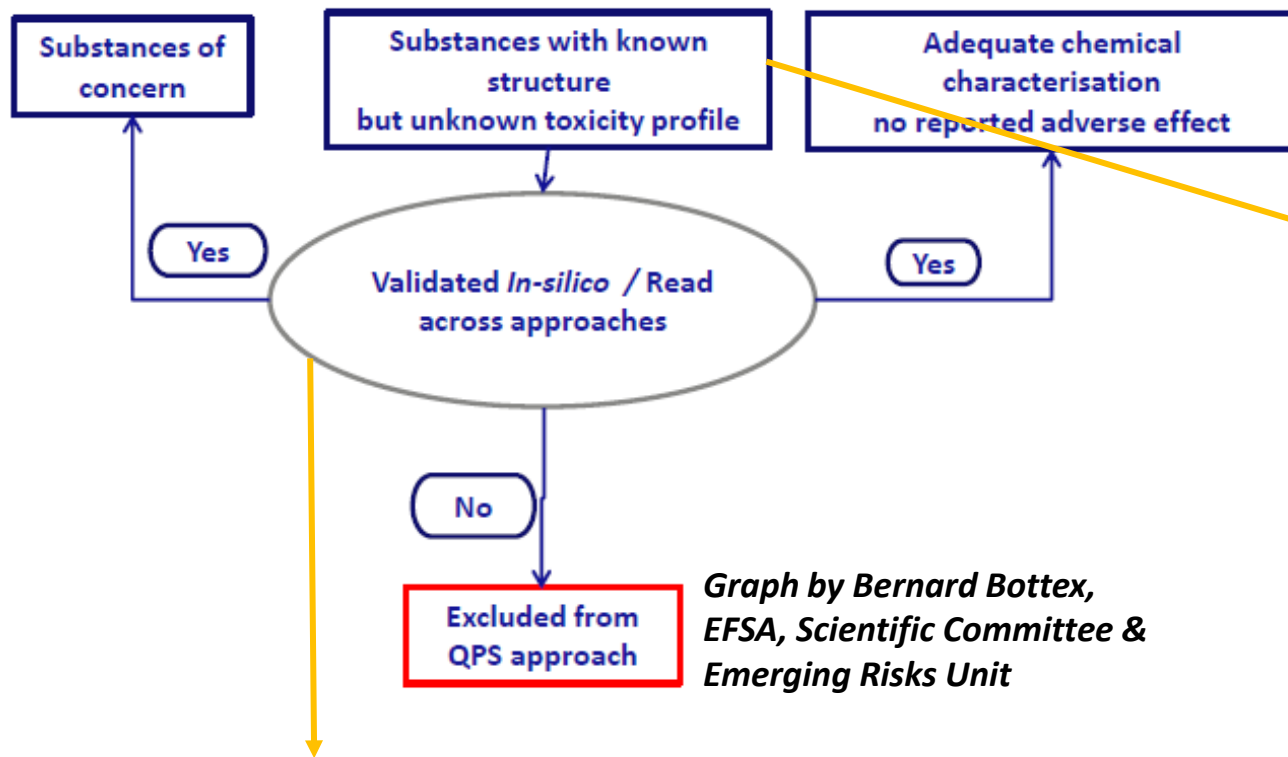 Substances of
concern
Substances with known
structure
but unknown toxicity profile
Adequate chemical
characterisation
no reported adverse effect
Yes
Validated In-silico / Read
across approaches
Yes
No
Excluded from
QPS approach
Graph by Bernard Bottex,
EFSA, Scientific Committee &
Emerging Risks Unit